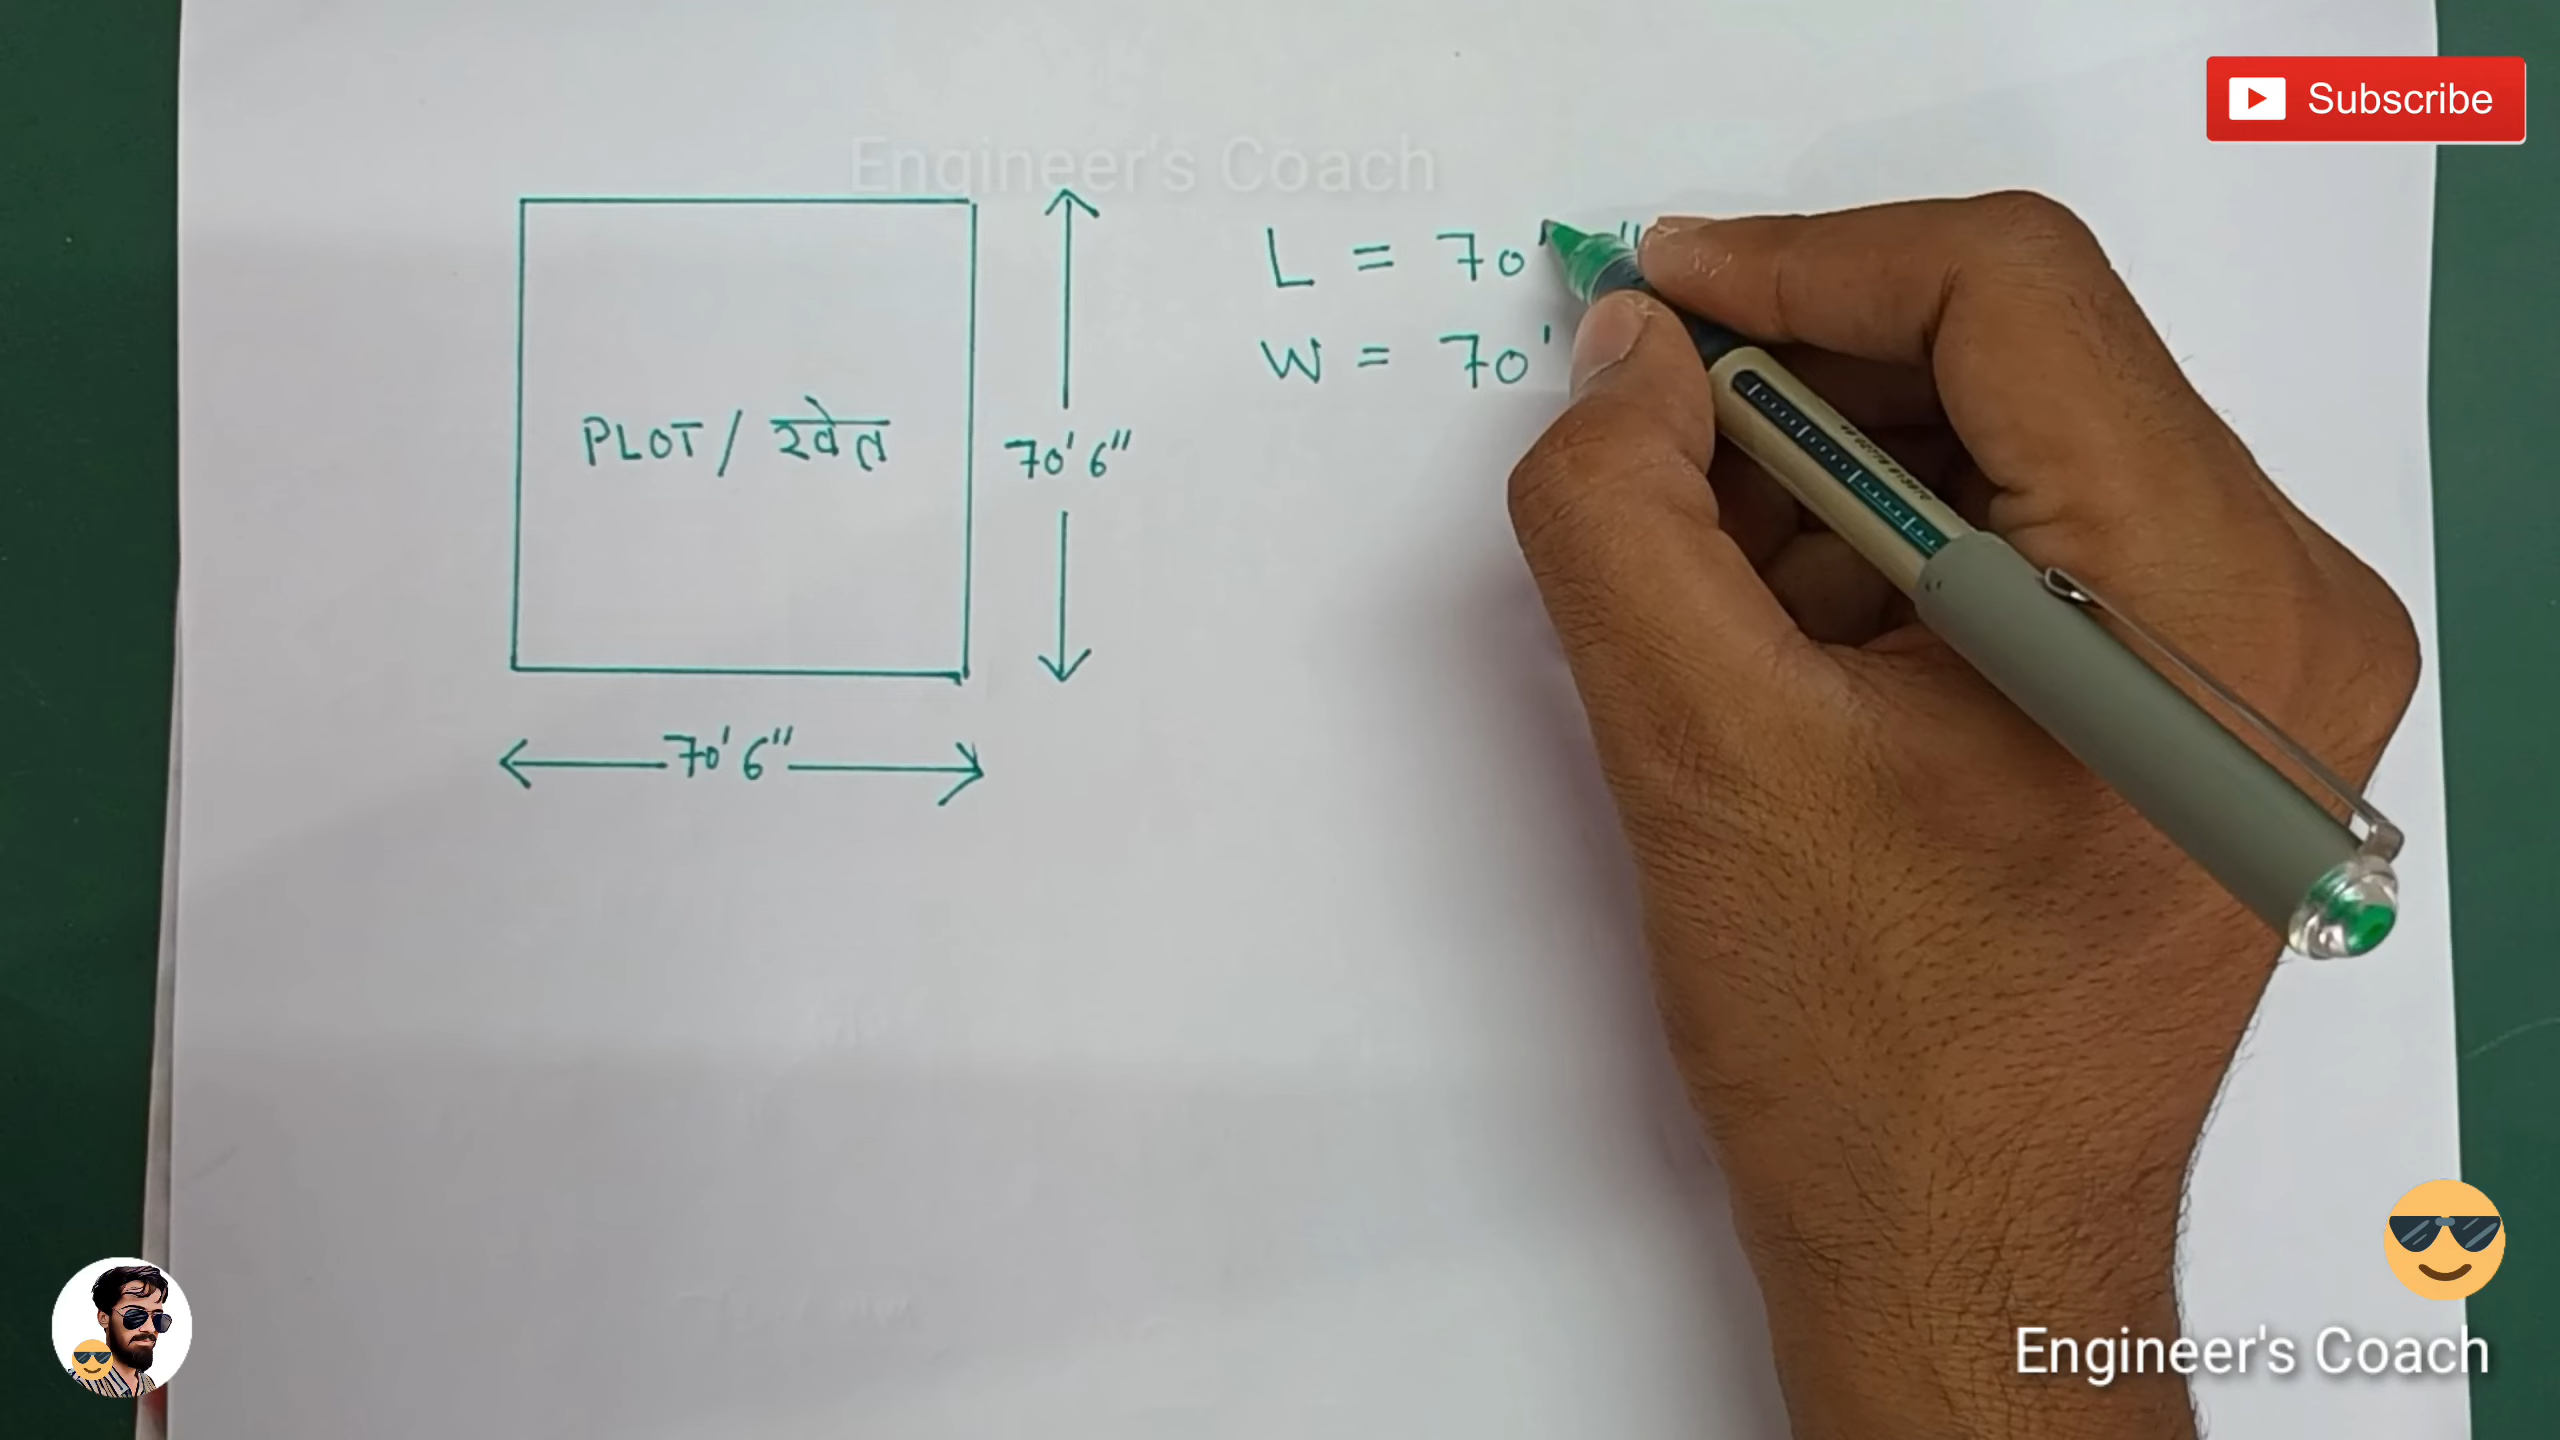 Engineer's Coach
Subscribe
L = 70' "
W = 70'
PLOT / खेत
70' 6"
70' 6"
Engineer's Coach